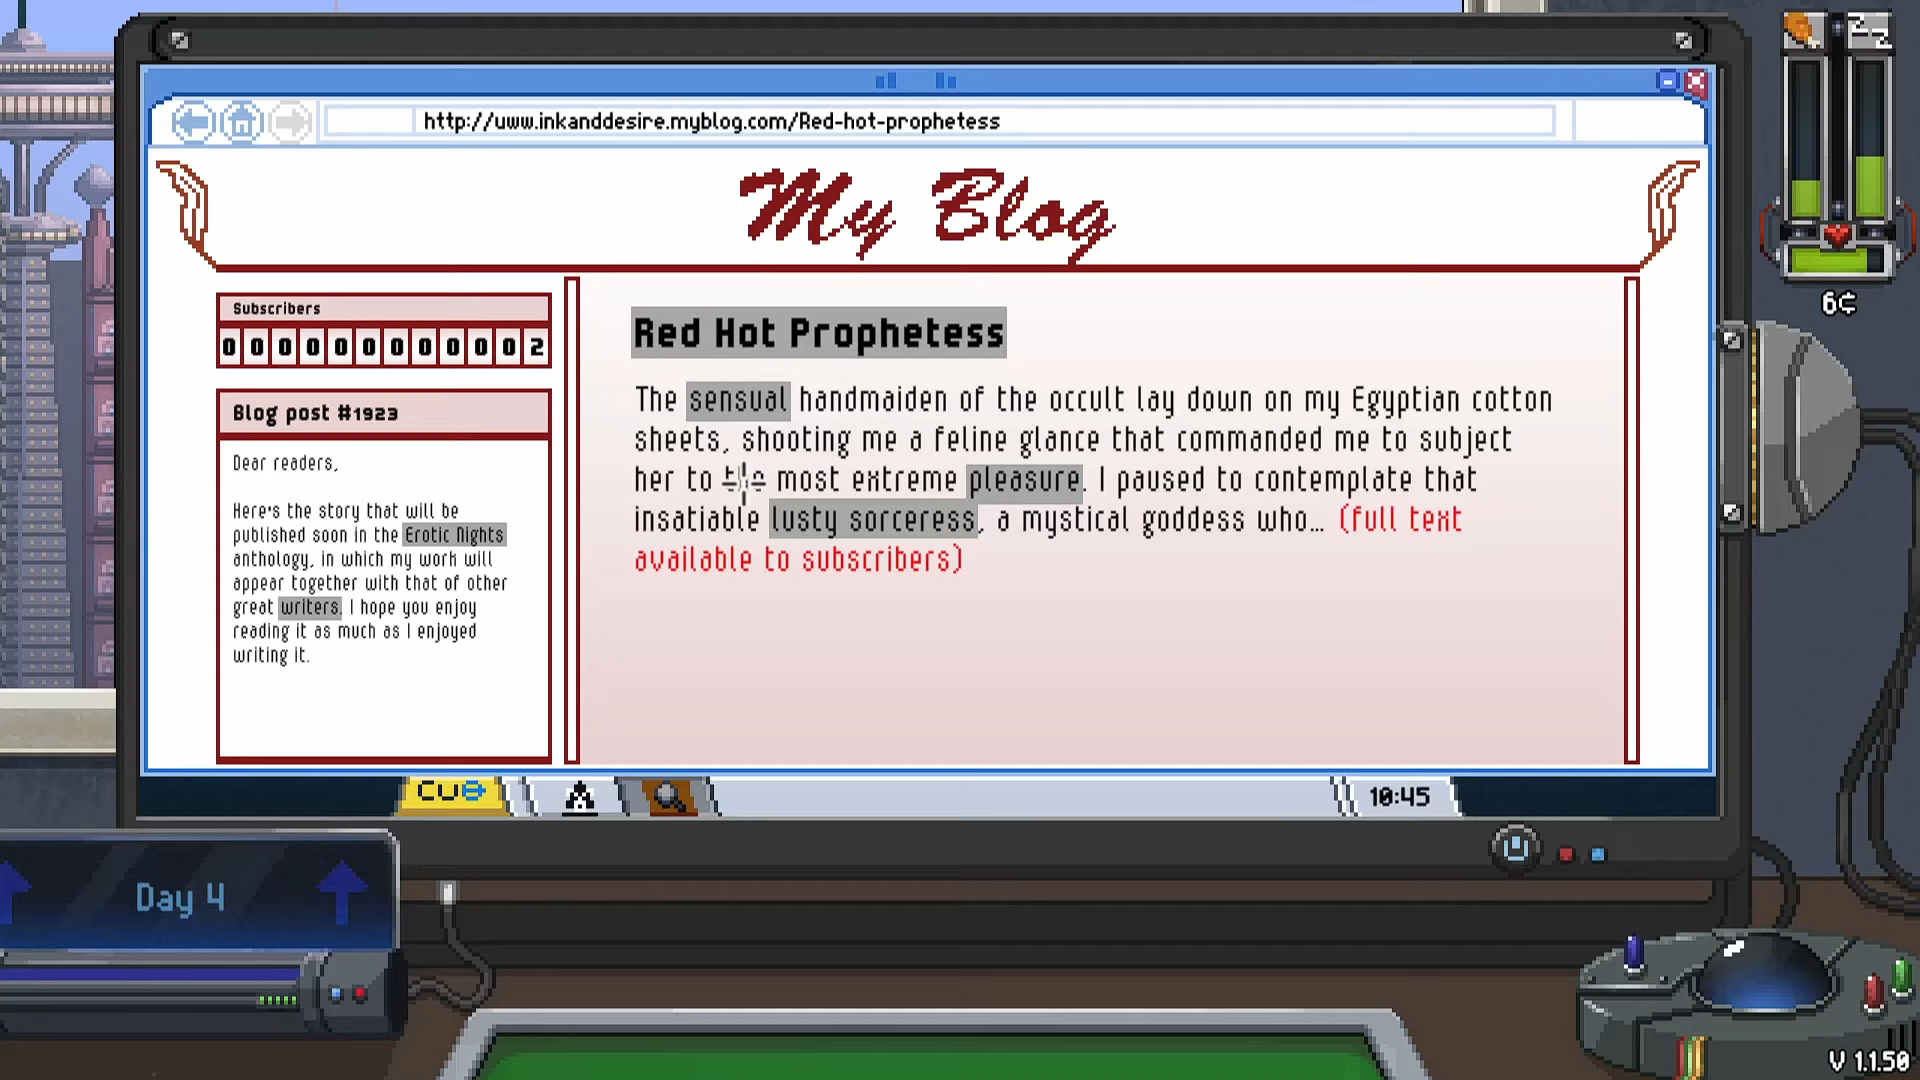 http://uww.inkanddesire.myblog.com/Red-hot-prophetess
My Blog
Subscribers
000000000002
Blog post #1923
Dear readers,
Here's the story that will be
published soon in the Erotic Nights
anthology, in which my work will
appear together with that of other
great writers. I hope you enjoy
reading it as much as I enjoyed
writing it.
Red Hot Prophetess
The sensual handmaiden of the occult lay down on my Egyptian cotton
sheets, shooting me a feline glance that commanded me to subject
her to the most extreme pleasure. I paused to contemplate that
insatiable lusty sorceress, a mystical goddess who... (full text
available to subscribers)
6¢
CUO
10:45
Day 4
V 1.1.50